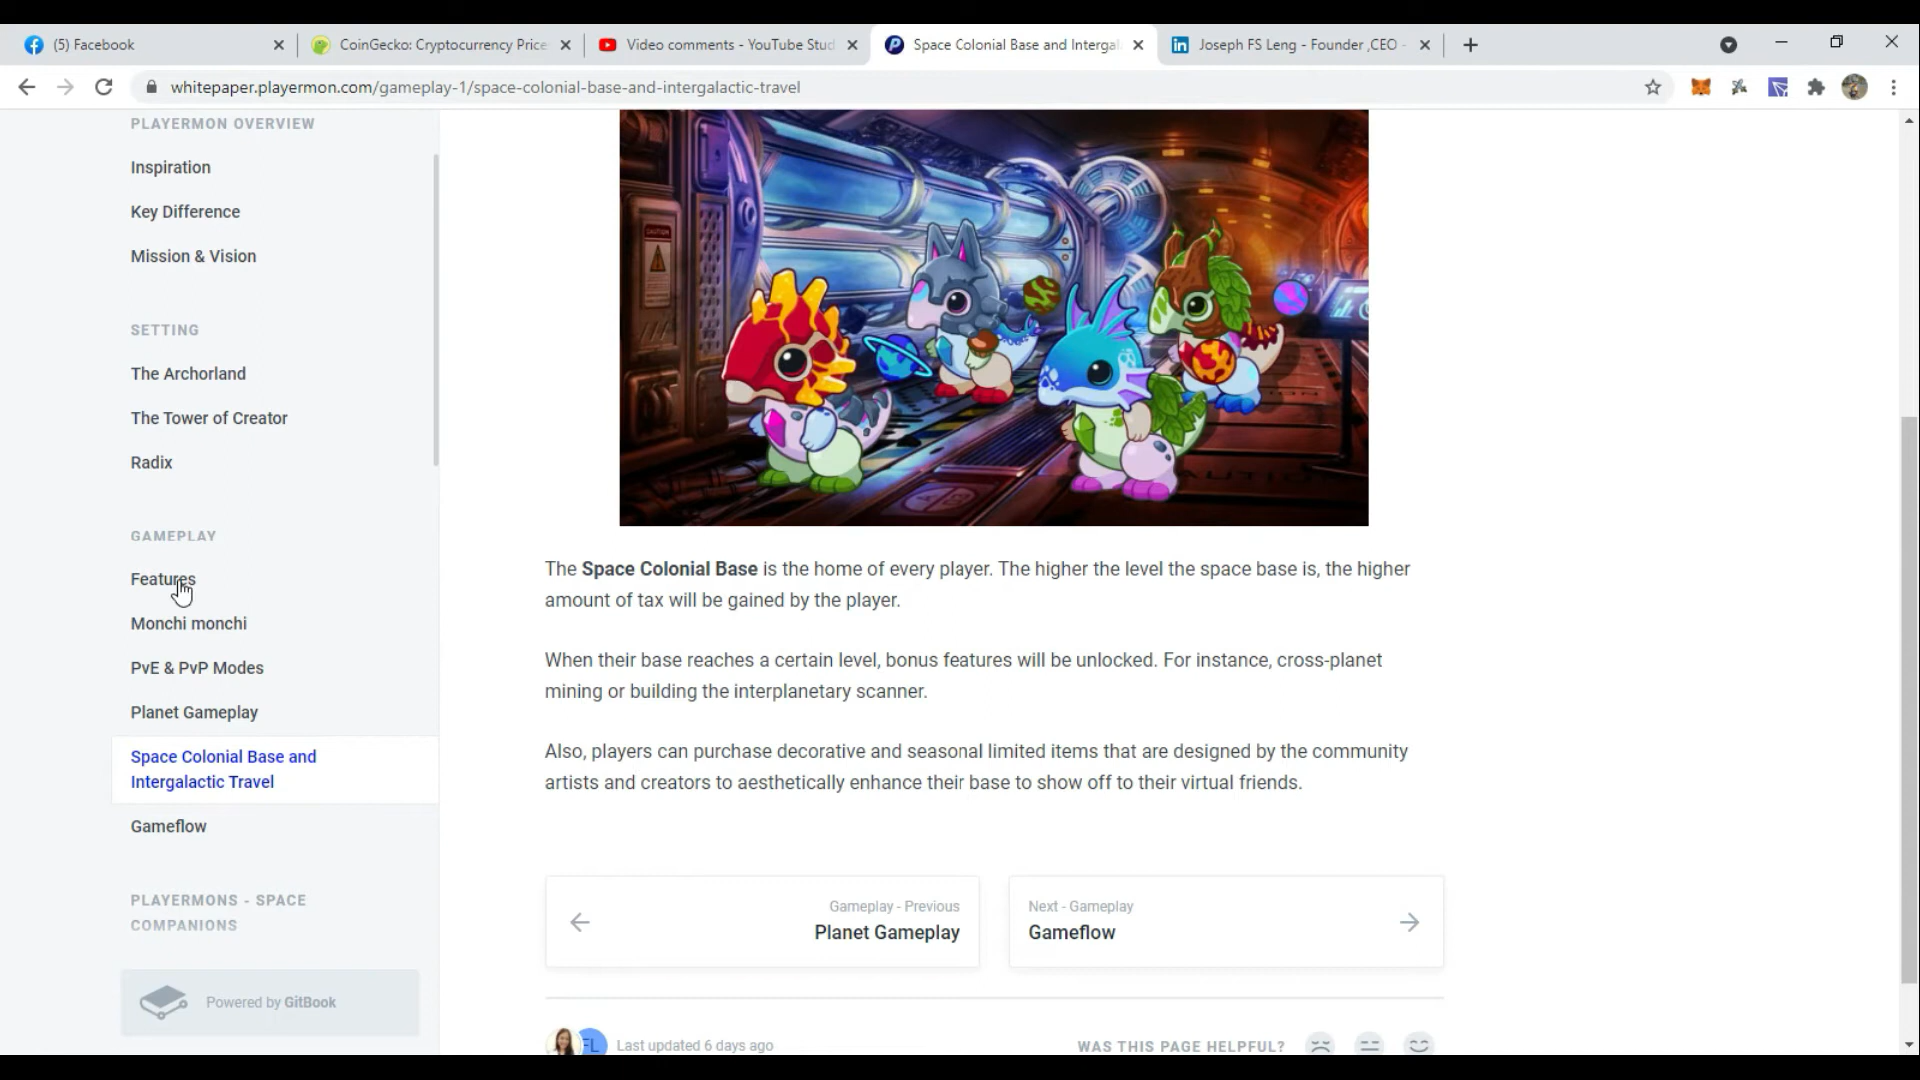 (5) Facebook
CoinGecko: Cryptocurrency Price
Video comments - YouTube Stud
Space Colonial Base and Intergal
Joseph FS Leng - Founder ,CEO -
whitepaper.playermon.com/gameplay-1/space-colonial-base-and-intergalactic-travel
PLAYERMON OVERVIEW
Inspiration
Key Difference
Mission & Vision
SETTING
The Archorland
The Tower of Creator
Radix
GAMEPLAY
Features
Monchi monchi
PvE & PvP Modes
Planet Gameplay
Space Colonial Base and
Intergalactic Travel
Gameflow
PLAYERMONS - SPACE
COMPANIONS
Powered by GitBook
CAUTION
The Space Colonial Base is the home of every player. The higher the level the space base is, the higher
amount of tax will be gained by the player.
When their base reaches a certain level, bonus features will be unlocked. For instance, cross-planet
mining or building the interplanetary scanner.
Also, players can purchase decorative and seasonal limited items that are designed by the community
artists and creators to aesthetically enhance their base to show off to their virtual friends.
Gameplay - Previous
Planet Gameplay
Next - Gameplay
Gameflow
FL
Last updated 6 days ago
WAS THIS PAGE HELPFUL?